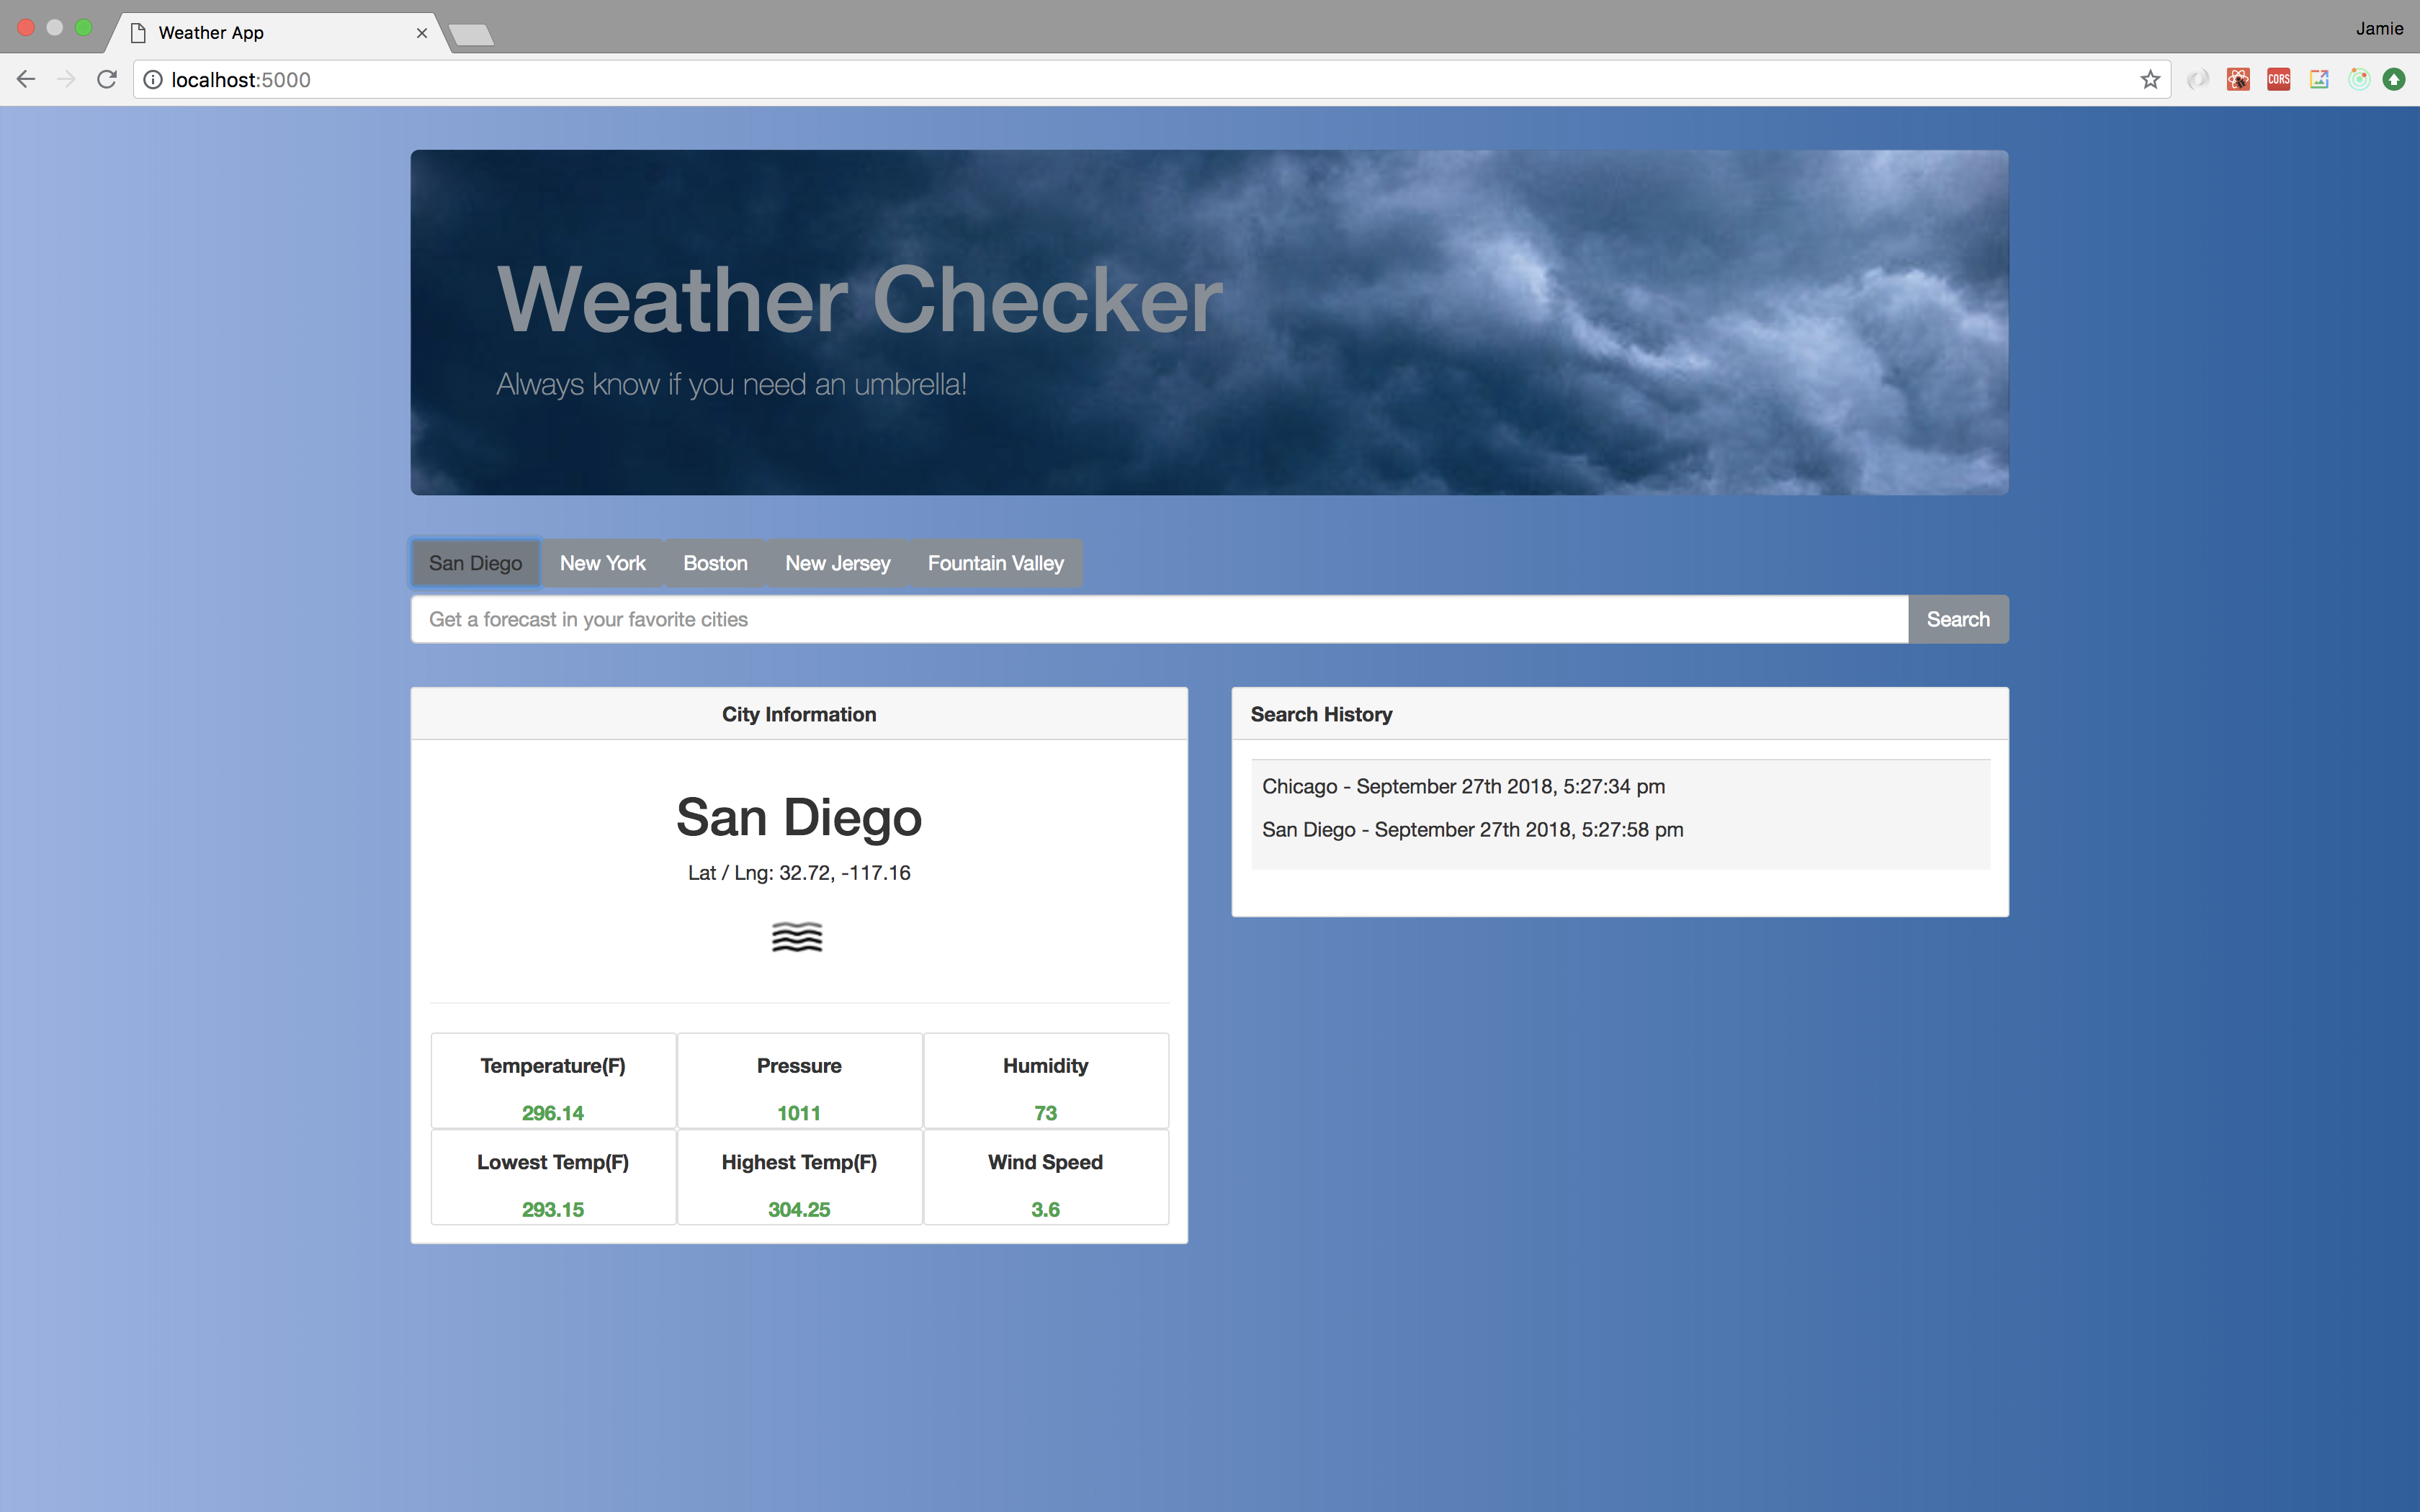 Weather App
Jamie
localhost:5000
CORS
Weather Checker
Always know if you need an umbrella!
San Diego New York Boston New Jersey Fountain Valley
Get a forecast in your favorite cities Search
City Information
San Diego
Lat / Lng: 32.72, -117.16
Temperature(F) Pressure Humidity
296.14 1011 73
Lowest Temp(F) Highest Temp(F) Wind Speed
293.15 304.25 3.6
Search History
Chicago - September 27th 2018, 5:27:34 pm
San Diego - September 27th 2018, 5:27:58 pm